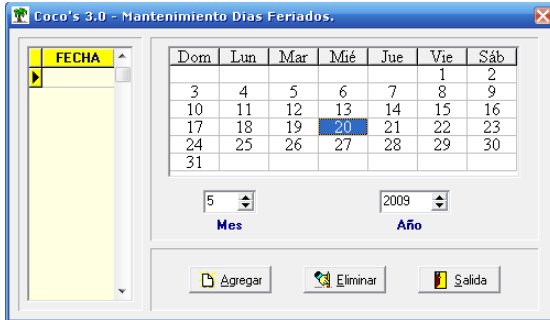 Coco's 3.0 - Mantenimiento Dias Feriados.
FECHA
Dom Lun Mar Mié Jue Vie Sáb
1 2
3 4 5 6 7 8 9
10 11 12 13 14 15 16
17 18 19 20 21 22 23
24 25 26 27 28 29 30
31
5 2009
Mes Año
Agregar Eliminar Salida